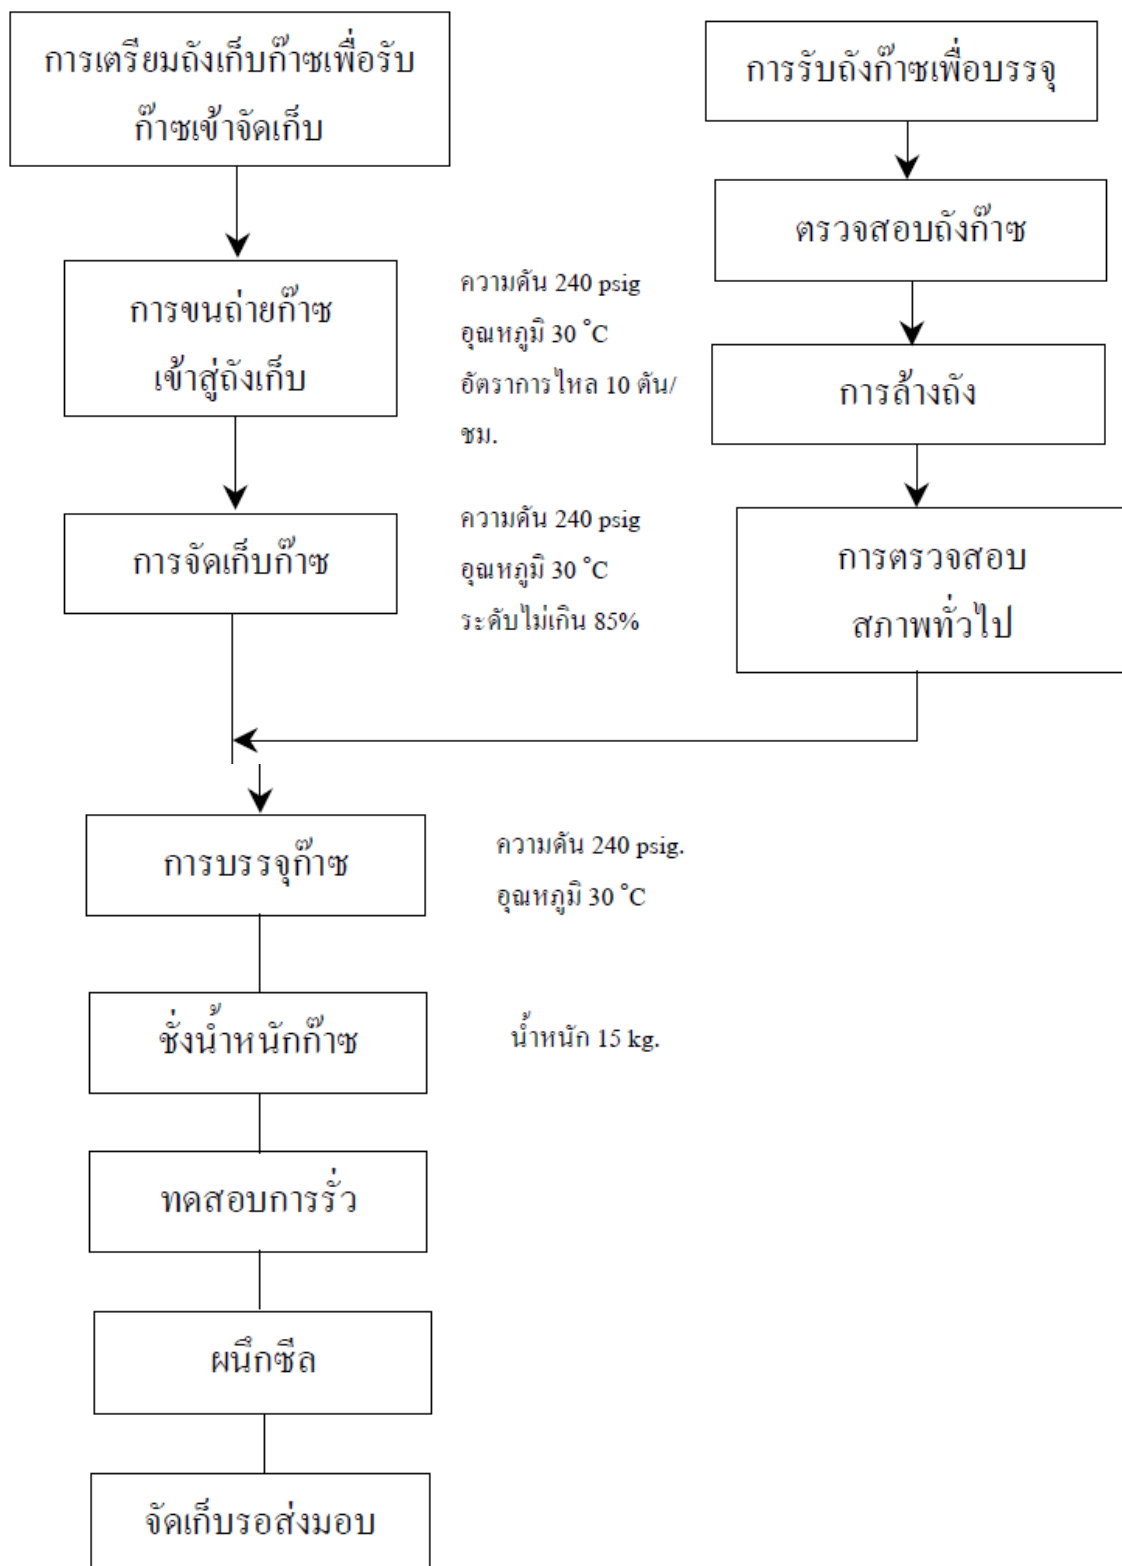 การเตรียมถังเก็บก๊าซเพื่อรับ
ก๊าซเข้าจัดเก็บ
การรับถังก๊าซเพื่อบรรจุ
ตรวจสอบถังก๊าซ
การขนถ่ายก๊าซ
เข้าสู่ถังเก็บ
ความดัน 240 psig
อุณหภูมิ 30 °C
อัตราการไหล 10 ตัน/
ชม.
การล้างถัง
การจัดเก็บก๊าซ
ความดัน 240 psig
อุณหภูมิ 30 °C
ระดับไม่เกิน 85%
การตรวจสอบ
สภาพทั่วไป
การบรรจุก๊าซ
ความดัน 240 psig.
อุณหภูมิ 30 °C
ชั่งน้ำหนักก๊าซ
น้ำหนัก 15 kg.
ทดสอบการรั่ว
ผนึกซีล
จัดเก็บรอส่งมอบ